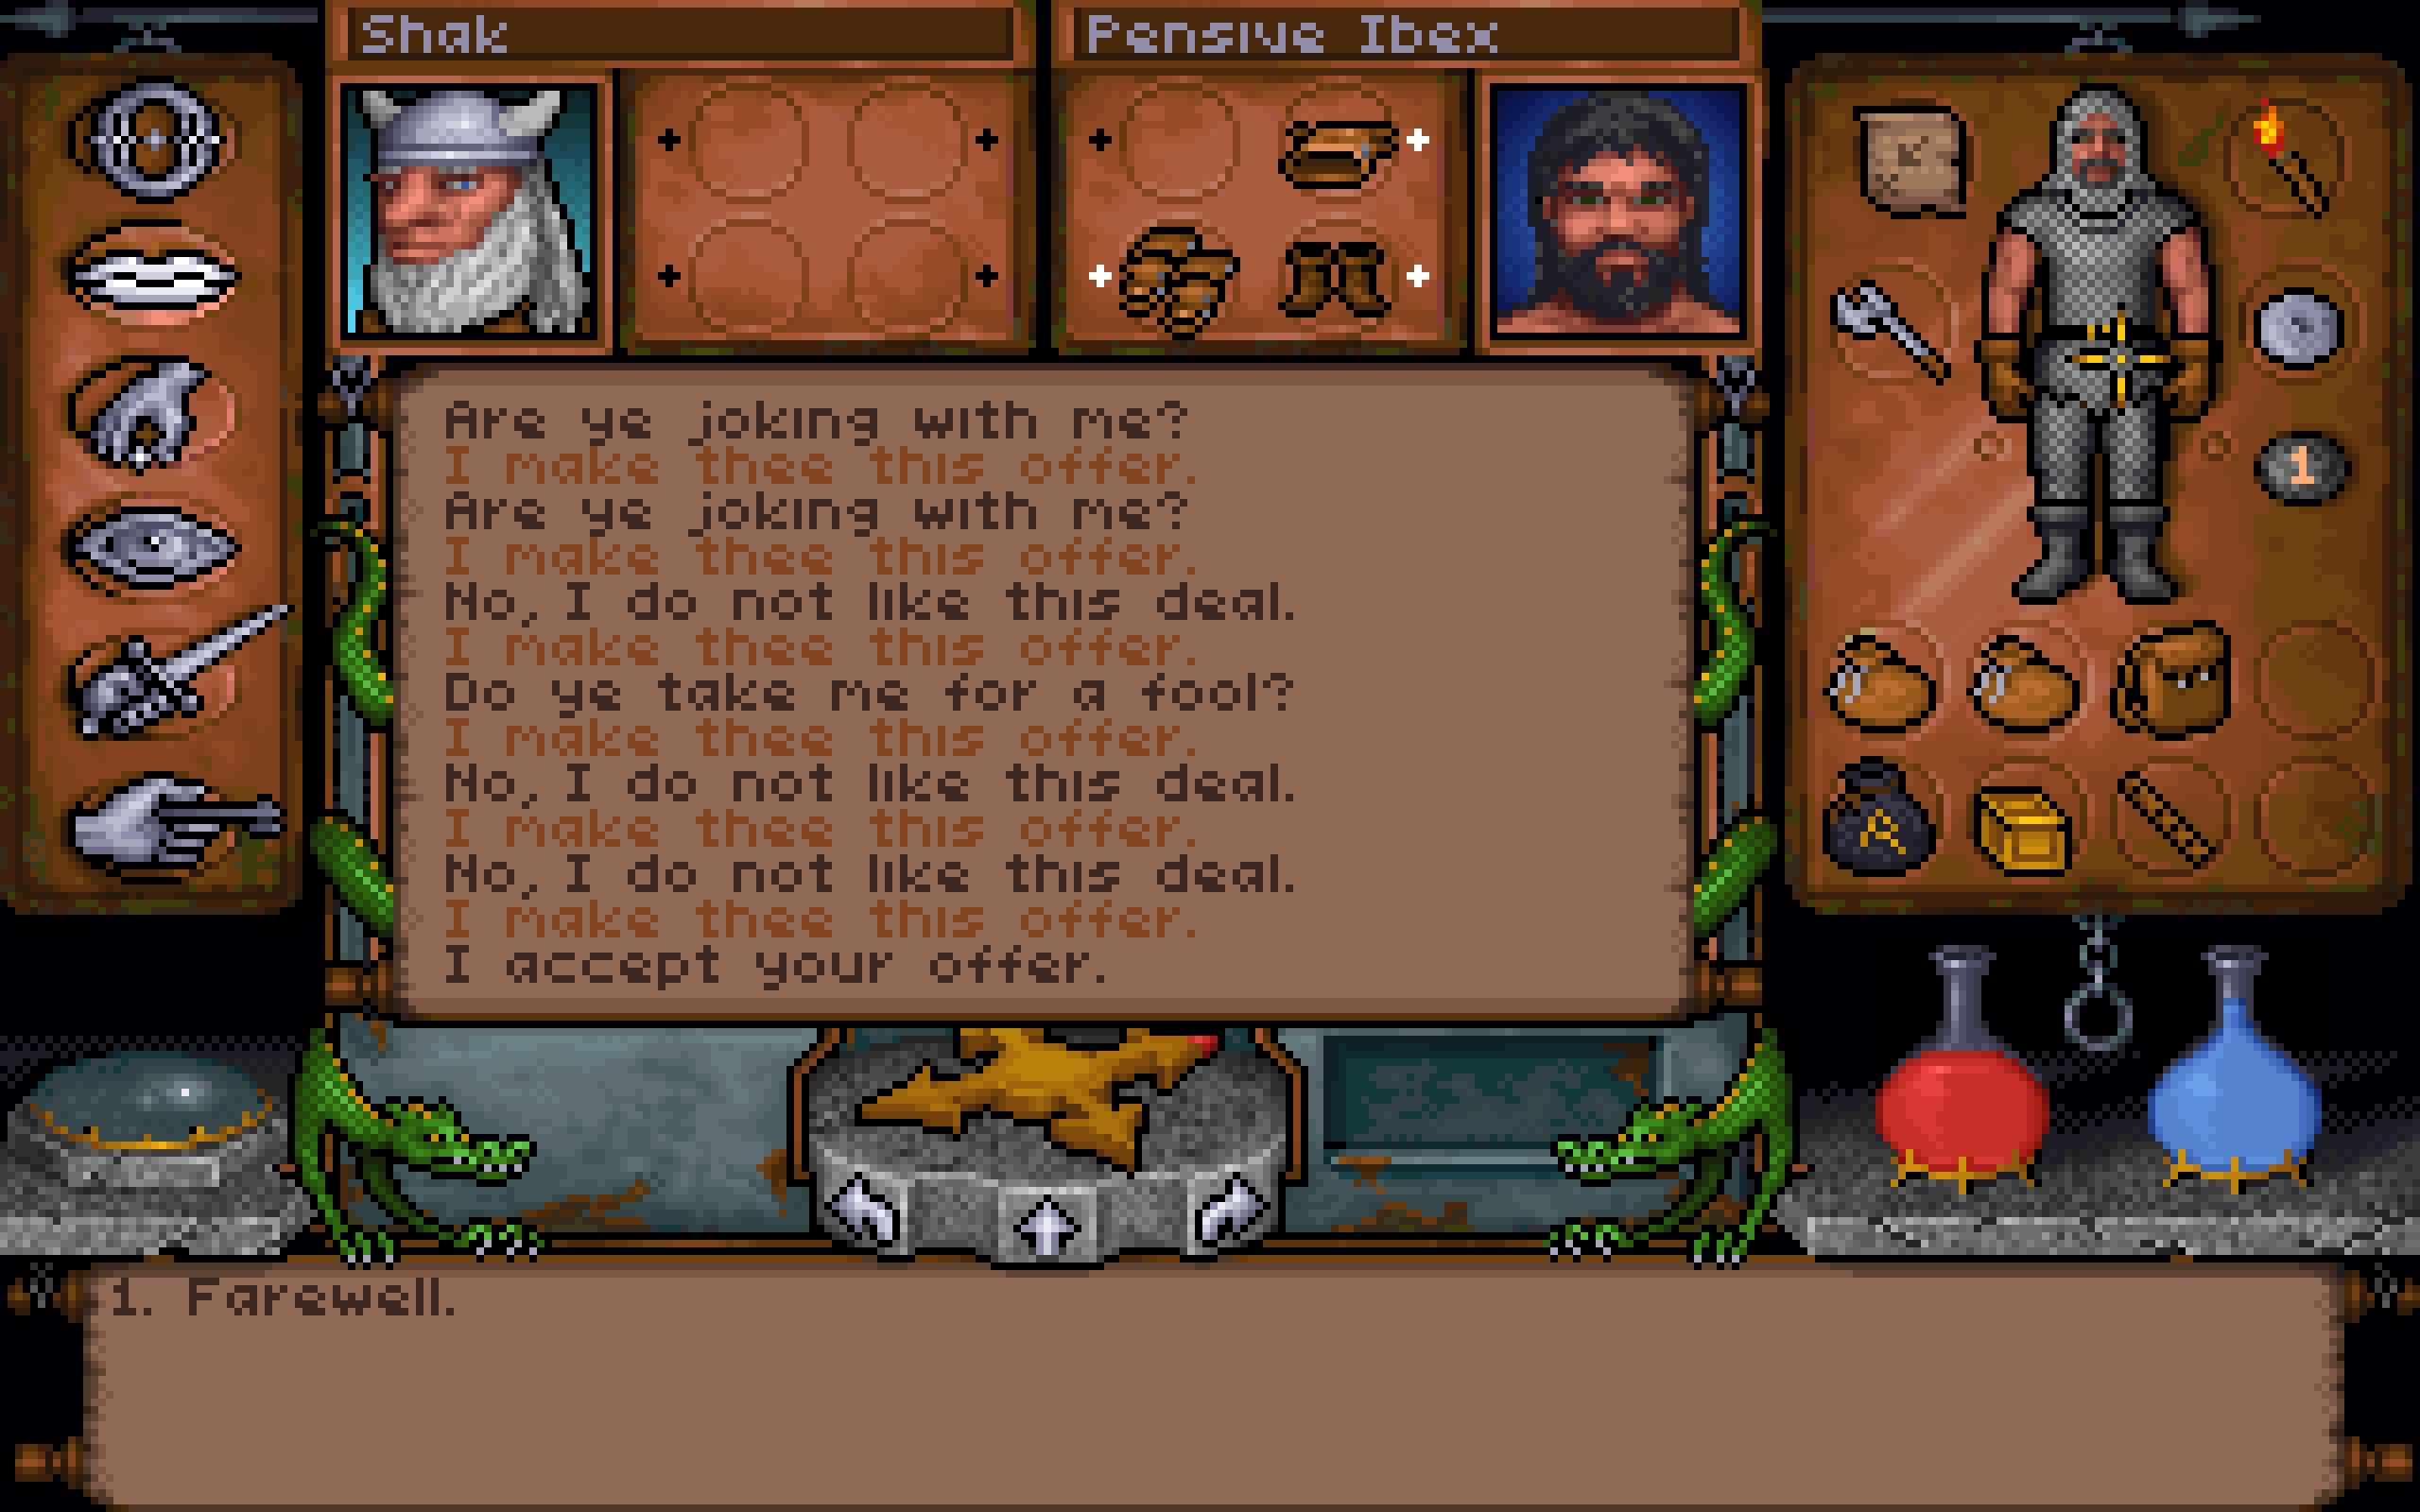 Shak
Pensive Ibex
Are ye joking with me?
I make thee this offer.
Are ye joking with me?
I make thee this offer.
No, I do not like this deal.
I make thee this offer.
Do ye take me for a fool?
I make thee this offer.
No, I do not like this deal.
I make thee this offer.
No, I do not like this deal.
I make thee this offer.
I accept your offer.
1
A
1. Farewell.